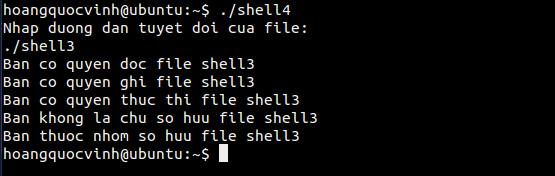 hoangquocvinh@ubuntu:~$ ./shell4
Nhap duong dan tuyet doi cua file:
./shell3
Ban co quyen doc file shell3
Ban co quyen ghi file shell3
Ban co quyen thuc thi file shell3
Ban khong la chu so huu file shell3
Ban thuoc nhom so huu file shell3
hoangquocvinh@ubuntu:~$